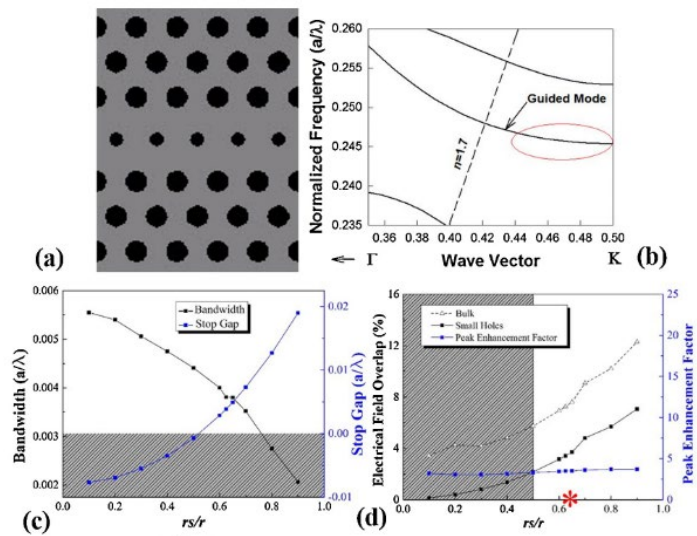 (a)
← Γ
Normalized Frequency (a/λ)
0.260
0.255
0.250
0.245
0.240
0.235
Guided Mode
n=1.7
0.36 0.40 0.42 0.44 0.46 0.48 0.50
Wave Vector
K
(b)
Bandwidth (a/λ)
0.006
0.005
0.004
0.003
0.002
Bandwidth
Stop Gap
0.02
0.01
0.00
-0.01
Stop Gap (a/λ)
0.0 0.2 0.4 0.6 0.8 1.0
rs/r
(c)
Electrical Field Overlap (%)
16
12
8
4
0
Bulk
Small Holes
Peak Enhancement Factor
25
20
15
10
5
0
Peak Enhancement Factor
0.0 0.2 0.4 0.6 0.8 1.0
*
rs/r
(d)